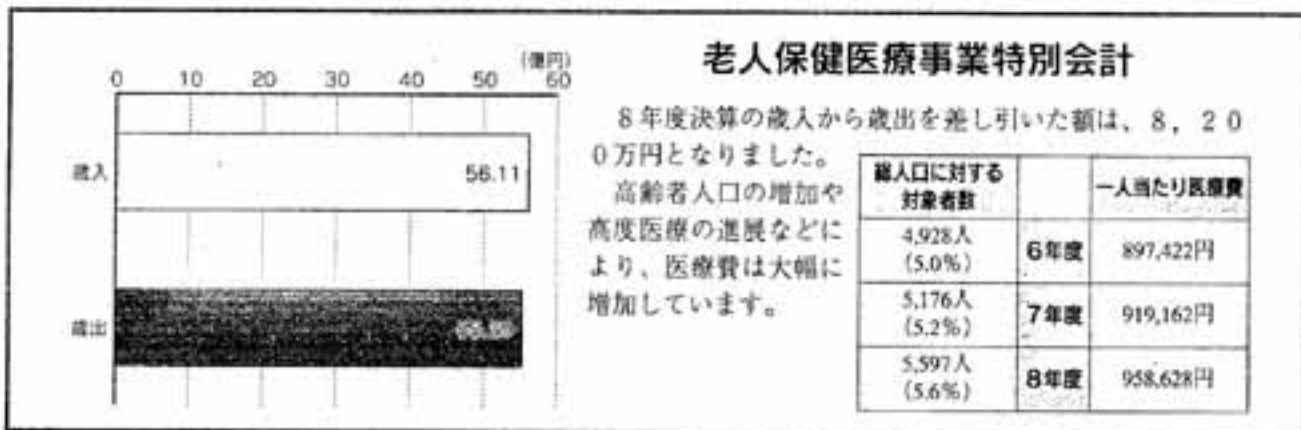 老人保健医療事業特別会計
(億円)
0 10 20 30 40 50 60
歳入 56.11
歳出
8年度決算の歳入から歳出を差し引いた額は、8，20
0万円となりました。
高齢者人口の増加や
高度医療の進展などに
より、医療費は大幅に
増加しています。
総人口に対する
対象者数
一人当たり医療費
4,928人
(5.0%)
6年度 897,422円
5,176人
(5.2%)
7年度 919,162円
5,597人
(5.6%)
8年度 958,628円